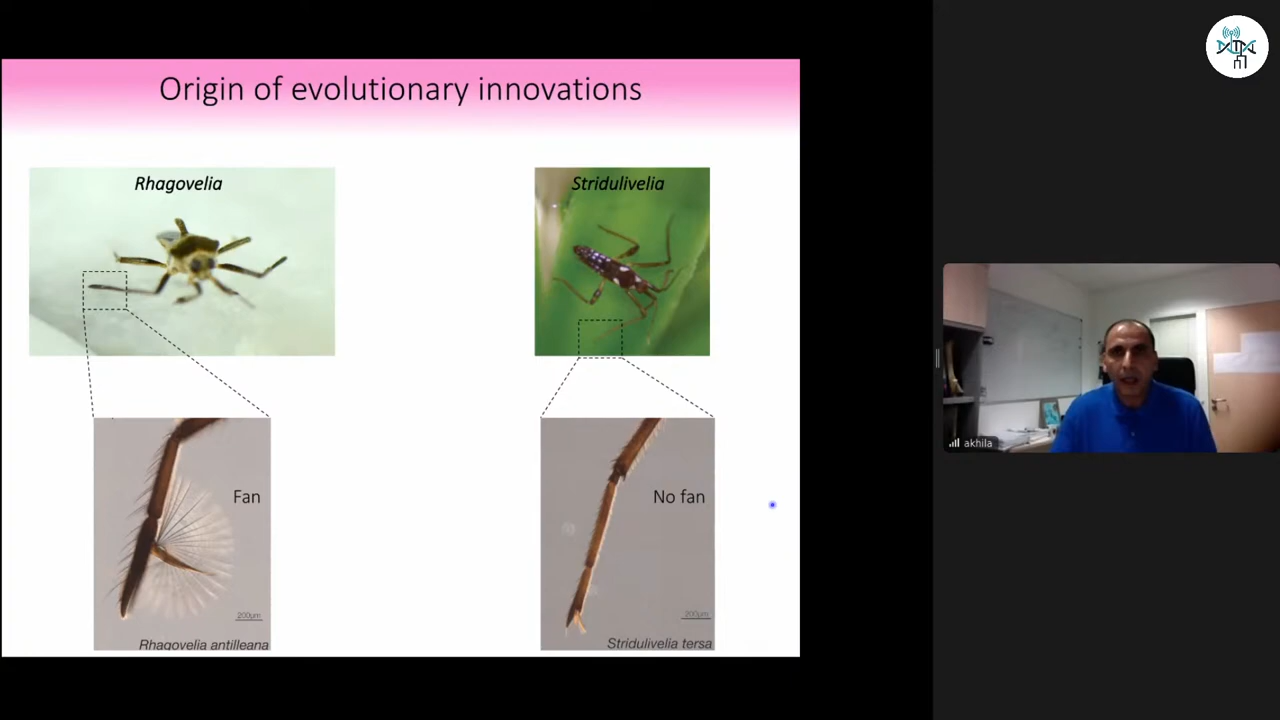 Origin of evolutionary innovations
Rhagovelia
Stridulivelia
Fan
No fan
200µm
200µm
Rhagovelia antilleana
Stridulivelia tersa
akhila